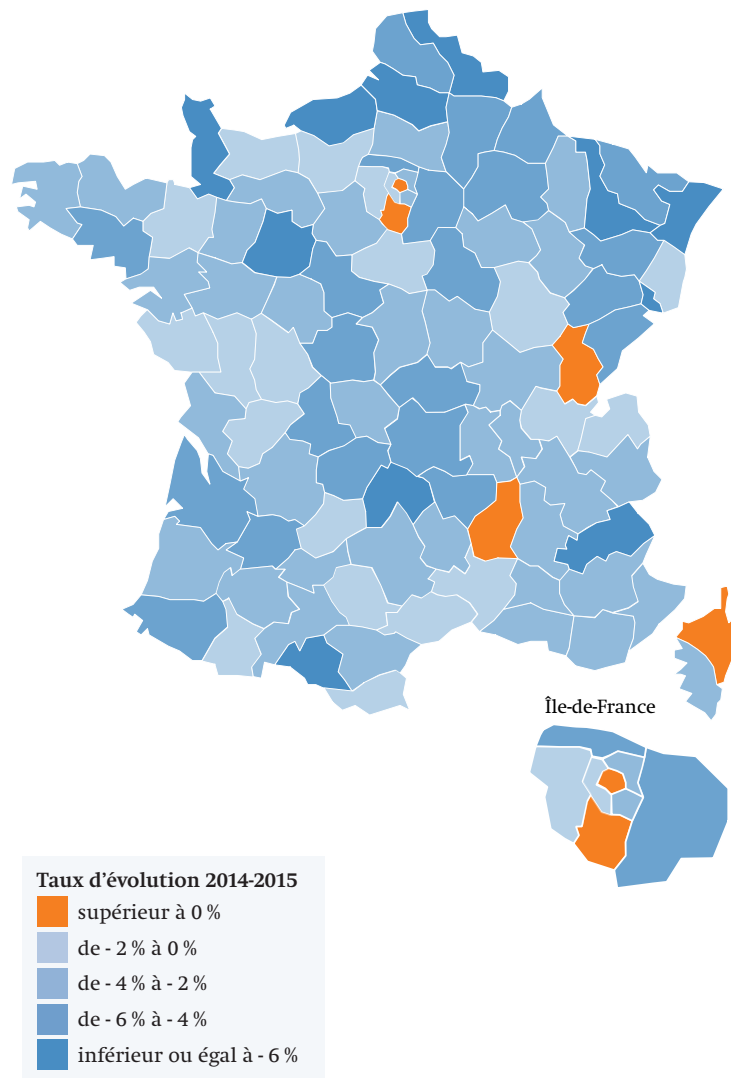 Île-de-France
Taux d’évolution 2014-2015
supérieur à 0 %
de - 2 % à 0 %
de - 4 % à - 2 %
de - 6 % à - 4 %
inférieur ou égal à - 6 %